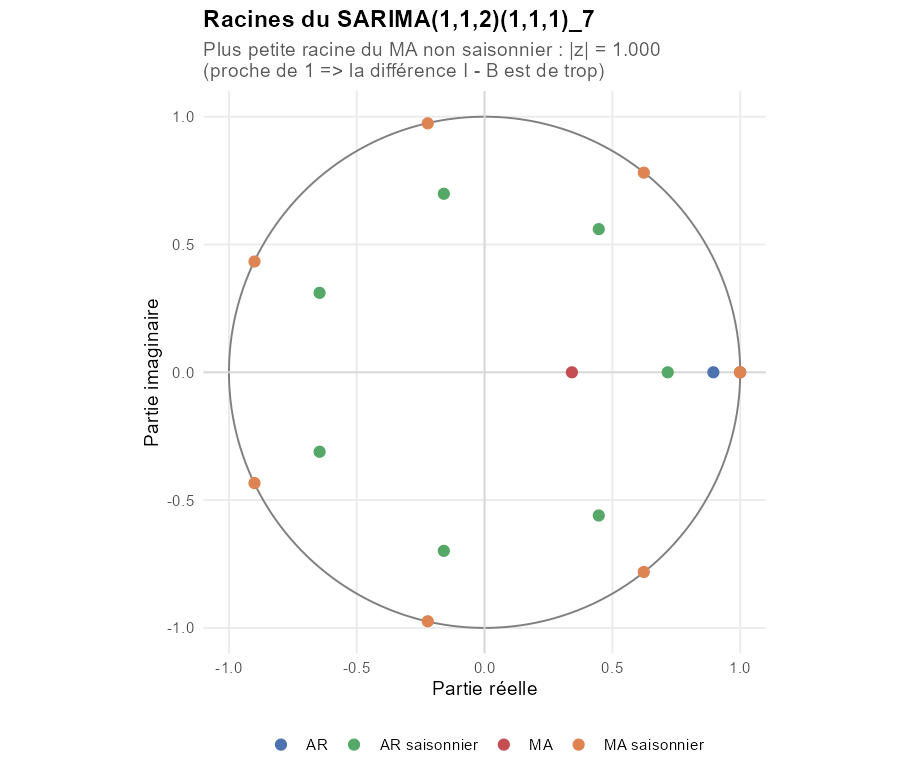 Racines du SARIMA(1,1,2)(1,1,1)_7
Plus petite racine du MA non saisonnier : |z| = 1.000
(proche de 1 => la différence I - B est de trop)
1.0
0.5
0.0
-0.5
-1.0
Partie imaginaire
-1.0 -0.5 0.0 0.5 1.0
Partie réelle
AR AR saisonnier MA MA saisonnier